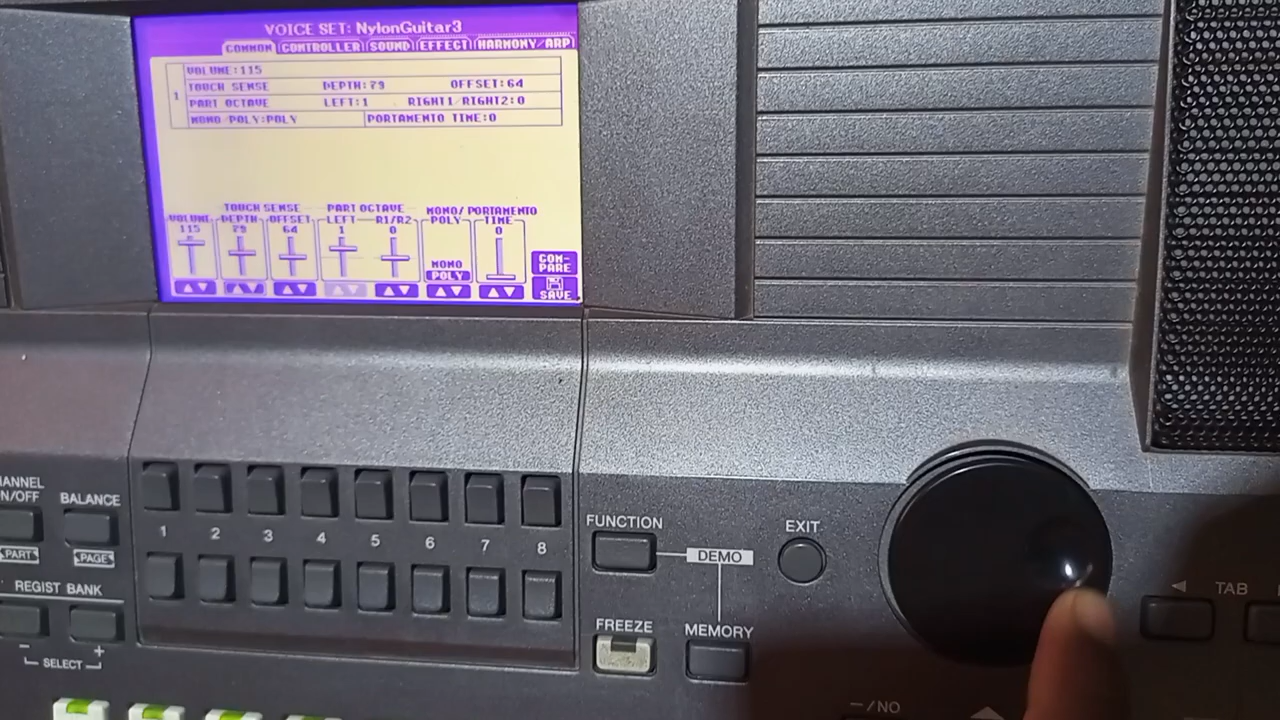 VOICE SET: NylonGuitar3
COMMON CONTROLLER SOUND EFFECT HARMONY/ARP
VOLUME:115
1 TOUCH SENSE DEPTH:79 OFFSET:64
PART OCTAVE LEFT:1 RIGHT1/RIGHT2:0
MONO/POLY:POLY PORTAMENTO TIME:0
TOUCH SENSE PART OCTAVE MONO/ PORTAMENTO
VOLUME DEPTH OFFSET LEFT R1/R2 POLY TIME
115 79 64 1 0 0
MONO
POLY
COM-
PARE
SAVE
HANNEL
N/OFF
BALANCE
PART
PAGE
REGIST BANK
− +
SELECT
1 2 3 4 5 6 7 8
FUNCTION
DEMO
EXIT
FREEZE
MEMORY
TAB
−/NO